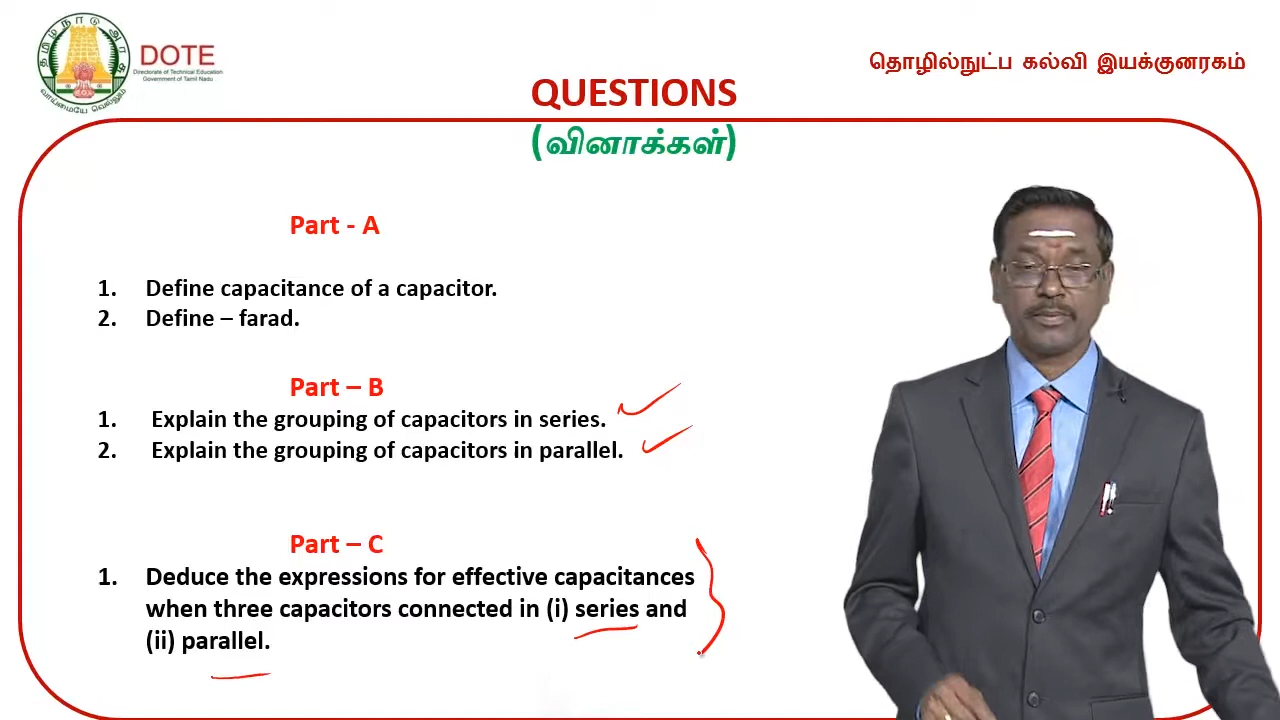 தமிழ்நாடு அரசு
வாய்மையே வெல்லும்
DOTE
Directorate of Technical Education
Government of Tamil Nadu
தொழில்நுட்ப கல்வி இயக்குனரகம்
QUESTIONS
(வினாக்கள்)
Part - A
1. Define capacitance of a capacitor.
2. Define – farad.
Part – B
1. Explain the grouping of capacitors in series.
2. Explain the grouping of capacitors in parallel.
Part – C
1. Deduce the expressions for effective capacitances
when three capacitors connected in (i) series and
(ii) parallel.